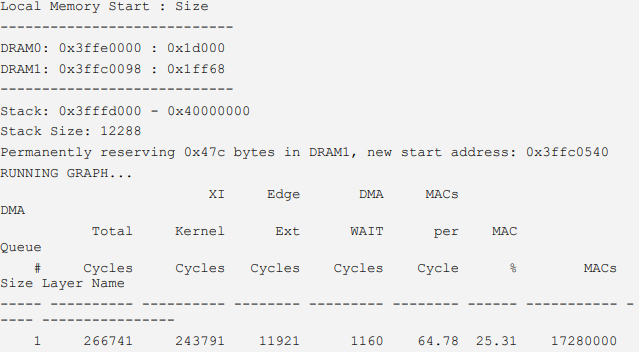 Local Memory Start : Size
----------------------------
DRAM0: 0x3ffe0000 : 0x1d000
DRAM1: 0x3ffc0098 : 0x1ff68
----------------------------
Stack: 0x3fffd000 - 0x40000000
Stack Size: 12288
Permanently reserving 0x47c bytes in DRAM1, new start address: 0x3ffc0540
RUNNING GRAPH...
XI Edge DMA MACs
DMA
Total Kernel Ext WAIT per MAC
Queue
# Cycles Cycles Cycles Cycles Cycle % MACs
Size Layer Name
----- ---------- ---------- -------- --------- -------- ------ ----------- -
---- ----------------
1 266741 243791 11921 1160 64.78 25.31 17280000